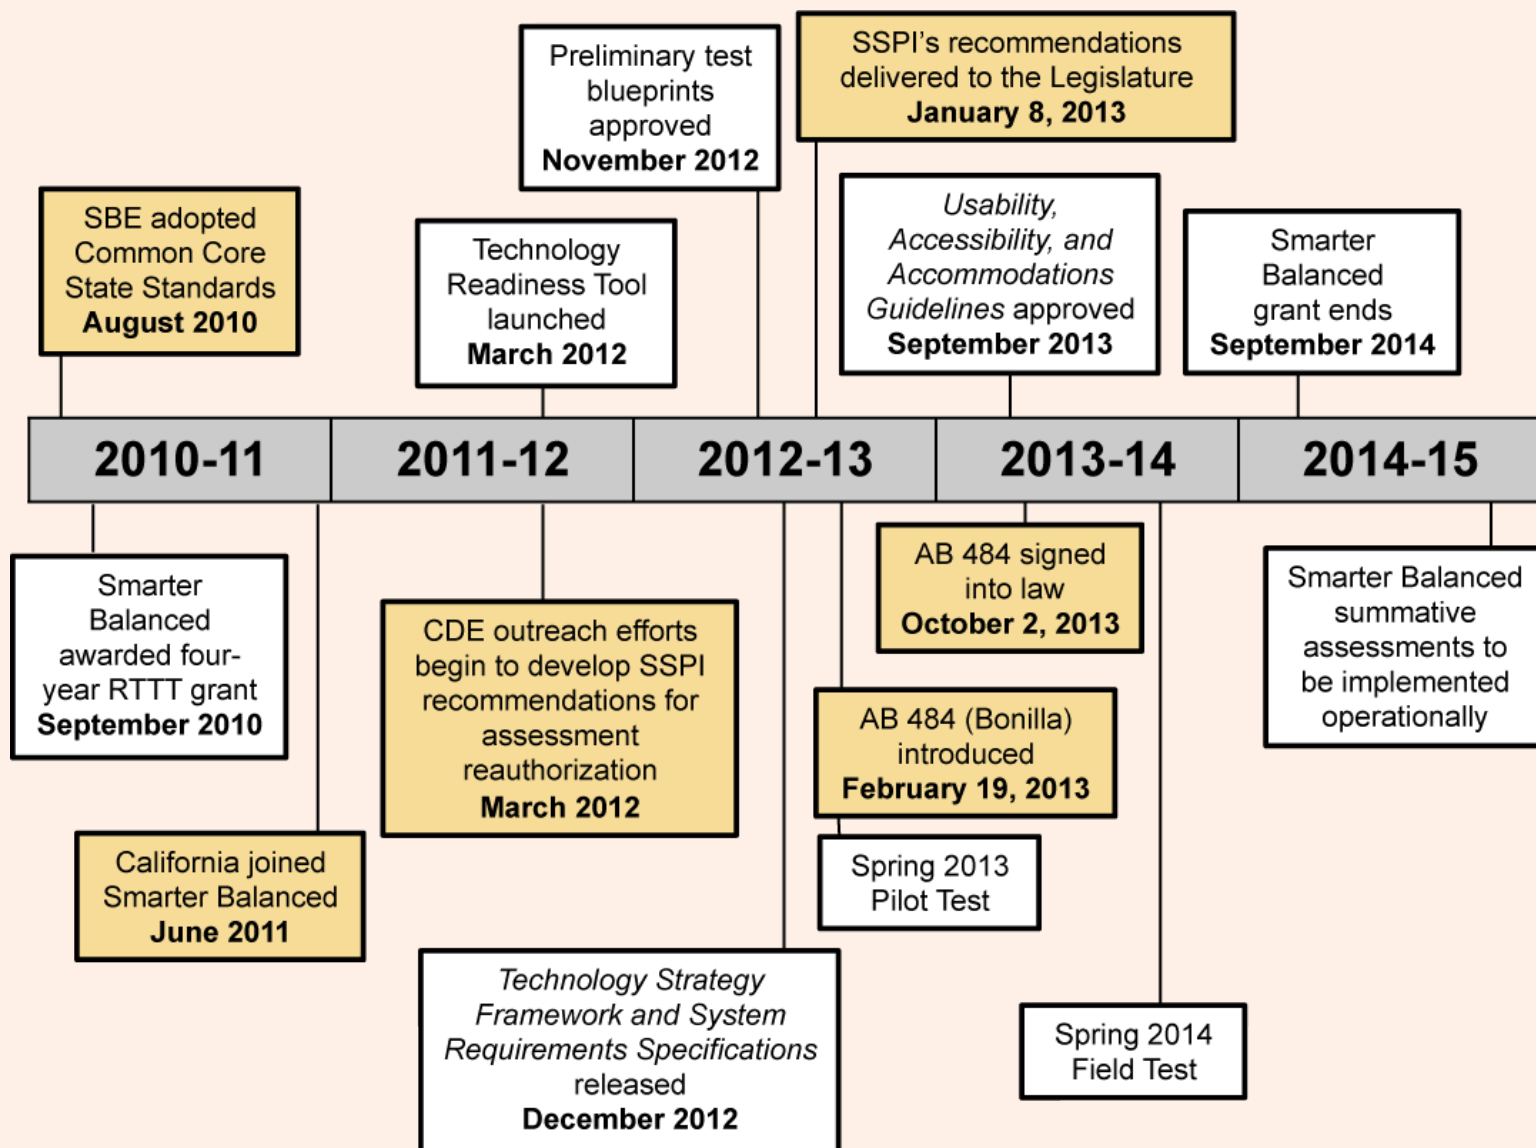 Preliminary test
blueprints
approved
November 2012
SSPI's recommendations
delivered to the Legislature
January 8, 2013
SBE adopted
Common Core
State Standards
August 2010
Technology
Readiness Tool
launched
March 2012
Usability,
Accessibility, and
Accommodations
Guidelines approved
September 2013
Smarter
Balanced
grant ends
September 2014
2010-11
2011-12
2012-13
2013-14
2014-15
Smarter
Balanced
awarded four-
year RTTT grant
September 2010
California joined
Smarter Balanced
June 2011
CDE outreach efforts
begin to develop SSPI
recommendations for
assessment
reauthorization
March 2012
Technology Strategy
Framework and System
Requirements Specifications
released
December 2012
AB 484 signed
into law
October 2, 2013
AB 484 (Bonilla)
introduced
February 19, 2013
Spring 2013
Pilot Test
Spring 2014
Field Test
Smarter Balanced
summative
assessments to
be implemented
operationally